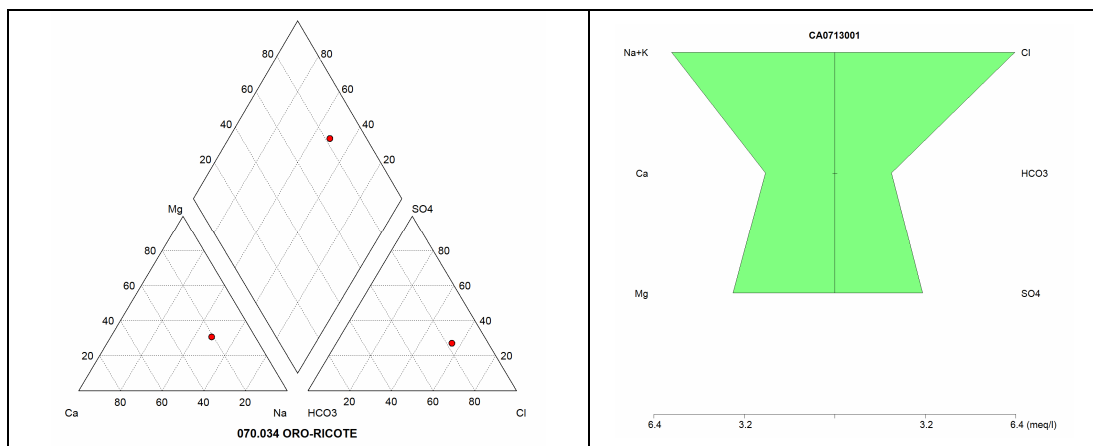 80 80
60 60
40 40
20 20
Mg SO4
80 80
60 60
40 40
20 20
Ca 80 60 40 20 Na HCO3 20 40 60 80 Cl
070.034 ORO-RICOTE
CA0713001
Na+K Cl
Ca HCO3
Mg SO4
6.4 3.2 3.2 6.4 (meq/l)